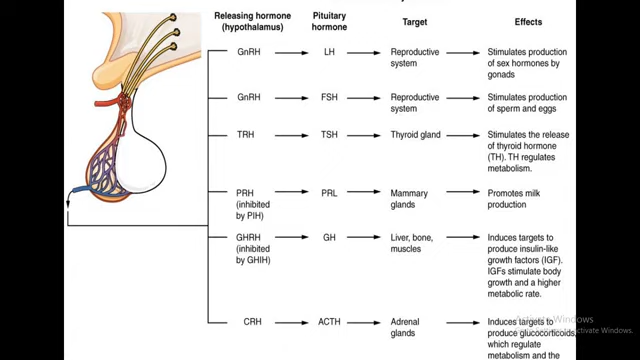 Releasing hormone
(hypothalamus)
Pituitary
hormone
Target
Effects
GnRH
LH
Reproductive
system
Stimulates production
of sex hormones by
gonads
GnRH
FSH
Reproductive
system
Stimulates production
of sperm and eggs
TRH
TSH
Thyroid gland
Stimulates the release
of thyroid hormone
(TH). TH regulates
metabolism.
PRH
(inhibited
by PIH)
PRL
Mammary
glands
Promotes milk
production
GHRH
(inhibited
by GHIH)
GH
Liver, bone,
muscles
Induces targets to
produce insulin-like
growth factors (IGF).
IGFs stimulate body
growth and a higher
metabolic rate.
CRH
ACTH
Adrenal
glands
Induces targets to
produce glucocorticoids,
which regulate
metabolism and the
Activate Windows